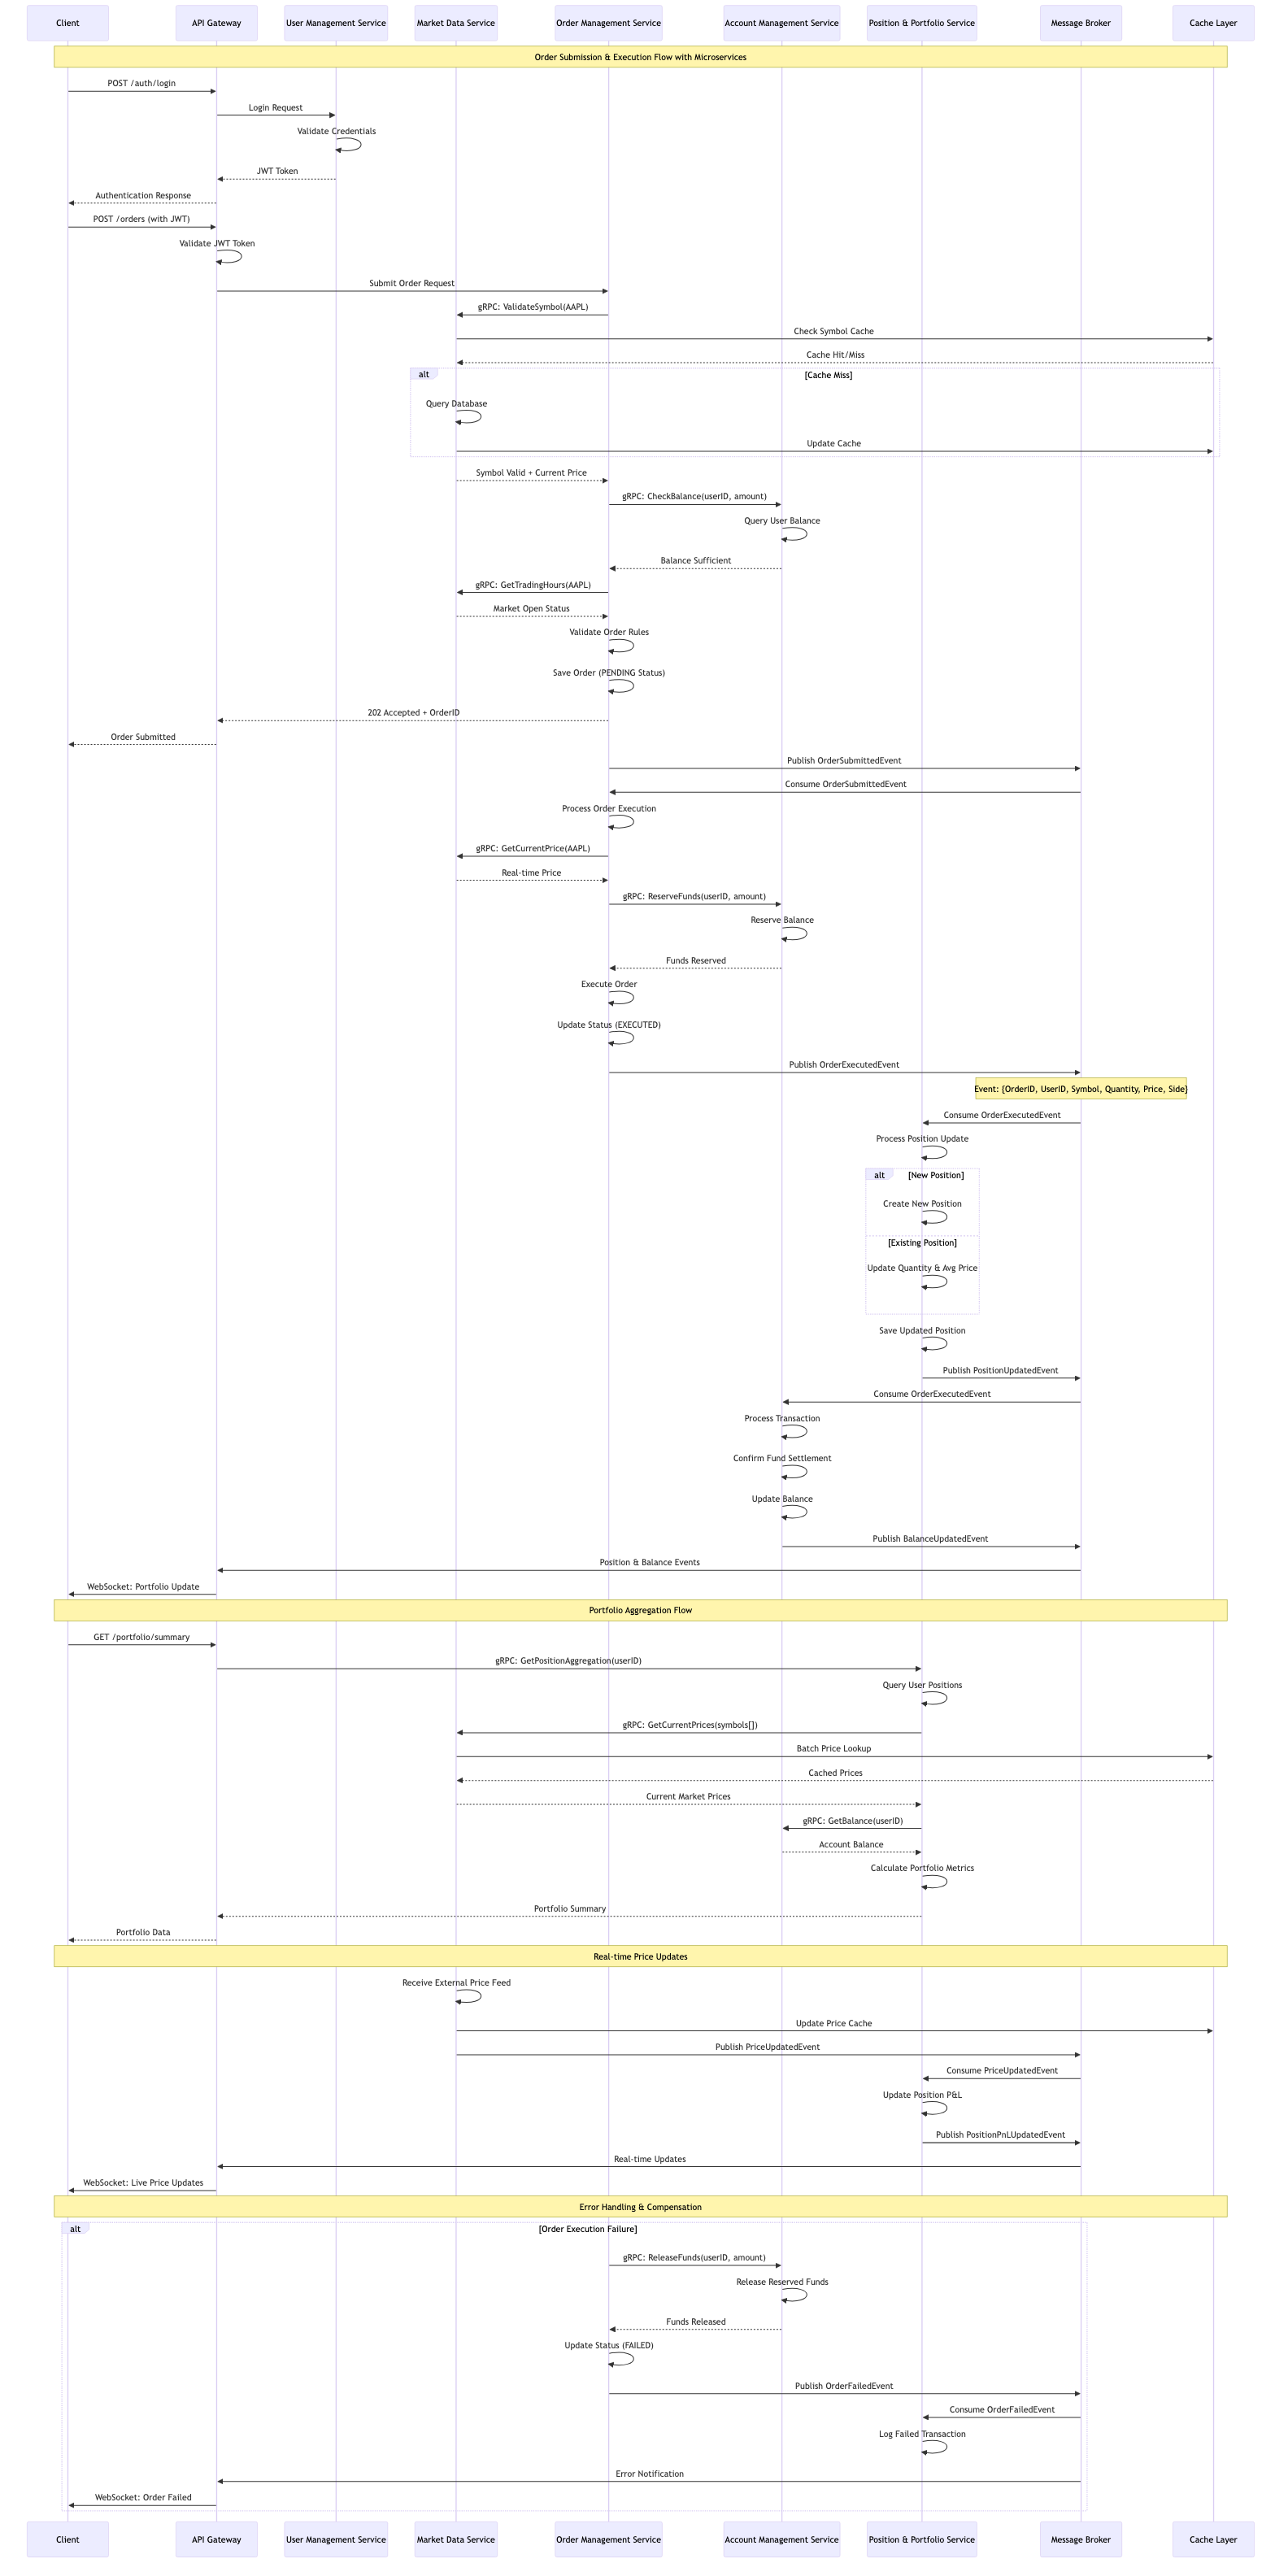 Client
API Gateway
User Management Service
Market Data Service
Order Management Service
Account Management Service
Position & Portfolio Service
Message Broker
Cache Layer
Order Submission & Execution Flow with Microservices
POST /auth/login
Login Request
Validate Credentials
JWT Token
Authentication Response
POST /orders (with JWT)
Validate JWT Token
Submit Order Request
gRPC: ValidateSymbol(AAPL)
Check Symbol Cache
Cache Hit/Miss
alt
[Cache Miss]
Query Database
Update Cache
Symbol Valid + Current Price
gRPC: CheckBalance(userID, amount)
Query User Balance
Balance Sufficient
gRPC: GetTradingHours(AAPL)
Market Open Status
Validate Order Rules
Save Order (PENDING Status)
202 Accepted + OrderID
Order Submitted
Publish OrderSubmittedEvent
Consume OrderSubmittedEvent
Process Order Execution
gRPC: GetCurrentPrice(AAPL)
Real-time Price
gRPC: ReserveFunds(userID, amount)
Reserve Balance
Funds Reserved
Execute Order
Update Status (EXECUTED)
Publish OrderExecutedEvent
Event: {OrderID, UserID, Symbol, Quantity, Price, Side}
Consume OrderExecutedEvent
Process Position Update
alt
[New Position]
Create New Position
[Existing Position]
Update Quantity & Avg Price
Save Updated Position
Publish PositionUpdatedEvent
Consume OrderExecutedEvent
Process Transaction
Confirm Fund Settlement
Update Balance
Publish BalanceUpdatedEvent
Position & Balance Events
WebSocket: Portfolio Update
Portfolio Aggregation Flow
GET /portfolio/summary
gRPC: GetPositionAggregation(userID)
Query User Positions
gRPC: GetCurrentPrices(symbols[])
Batch Price Lookup
Cached Prices
Current Market Prices
gRPC: GetBalance(userID)
Account Balance
Calculate Portfolio Metrics
Portfolio Summary
Portfolio Data
Real-time Price Updates
Receive External Price Feed
Update Price Cache
Publish PriceUpdatedEvent
Consume PriceUpdatedEvent
Update Position P&L
Publish PositionPnLUpdatedEvent
Real-time Updates
WebSocket: Live Price Updates
Error Handling & Compensation
alt
[Order Execution Failure]
gRPC: ReleaseFunds(userID, amount)
Release Reserved Funds
Funds Released
Update Status (FAILED)
Publish OrderFailedEvent
Consume OrderFailedEvent
Log Failed Transaction
Error Notification
WebSocket: Order Failed
Client
API Gateway
User Management Service
Market Data Service
Order Management Service
Account Management Service
Position & Portfolio Service
Message Broker
Cache Layer